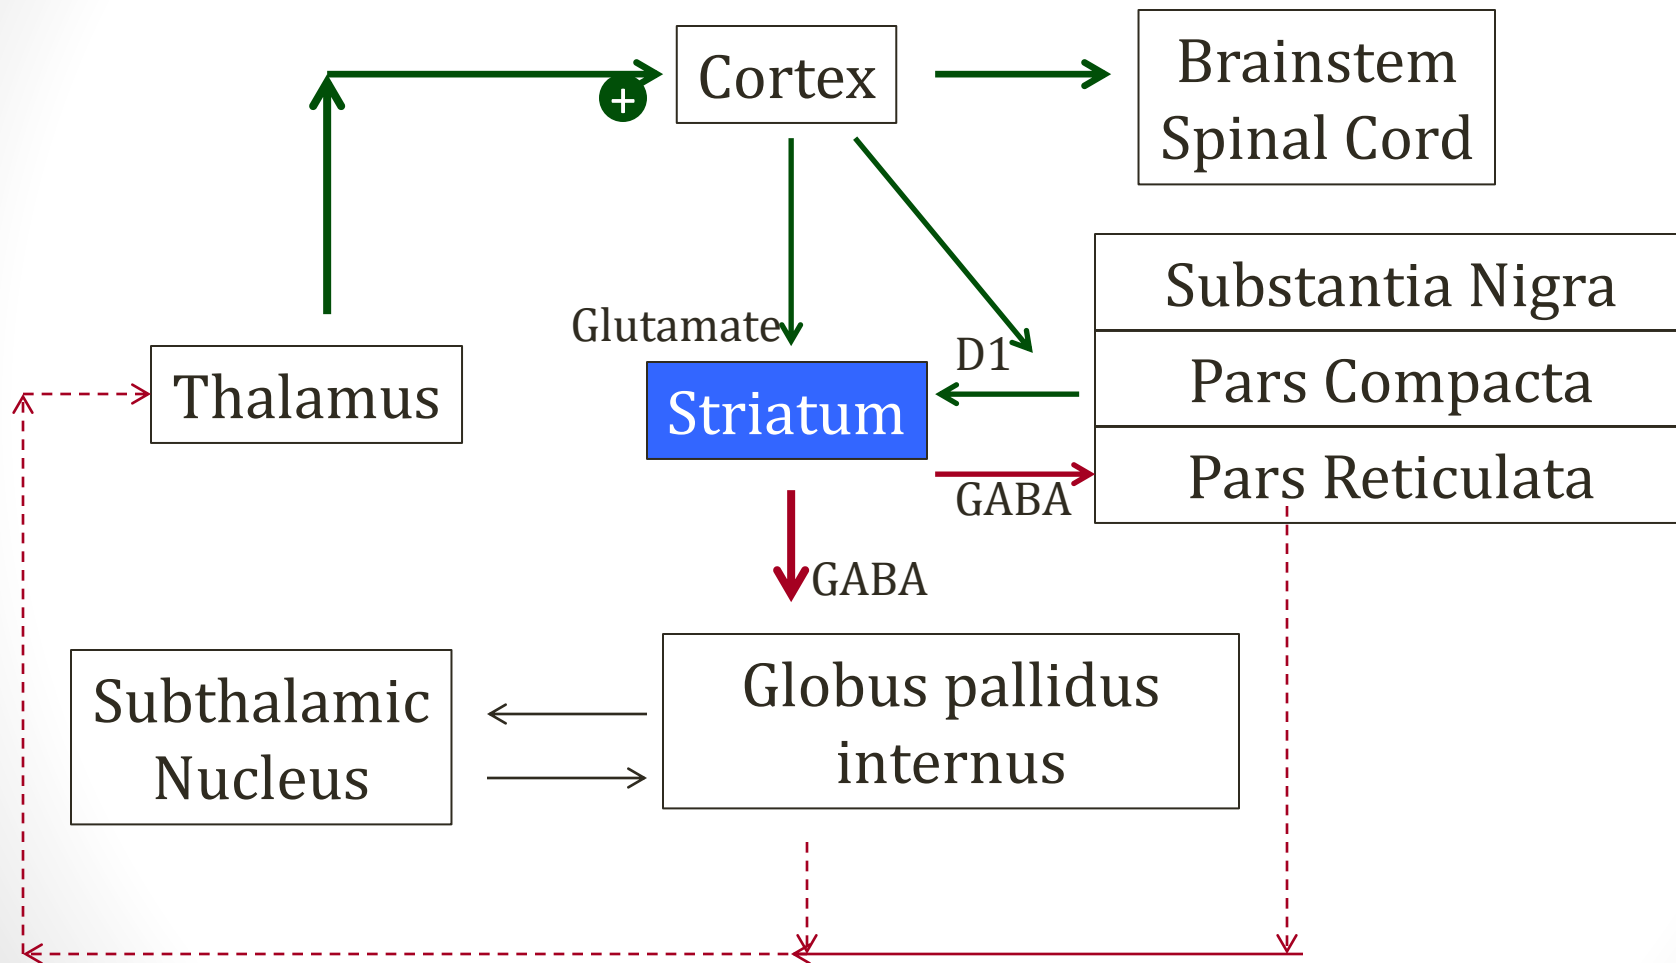 Cortex
Brainstem
Spinal Cord
+
Substantia Nigra
Glutamate
D1
Pars Compacta
Thalamus
Striatum
Pars Reticulata
GABA
GABA
Subthalamic
Nucleus
Globus pallidus
internus